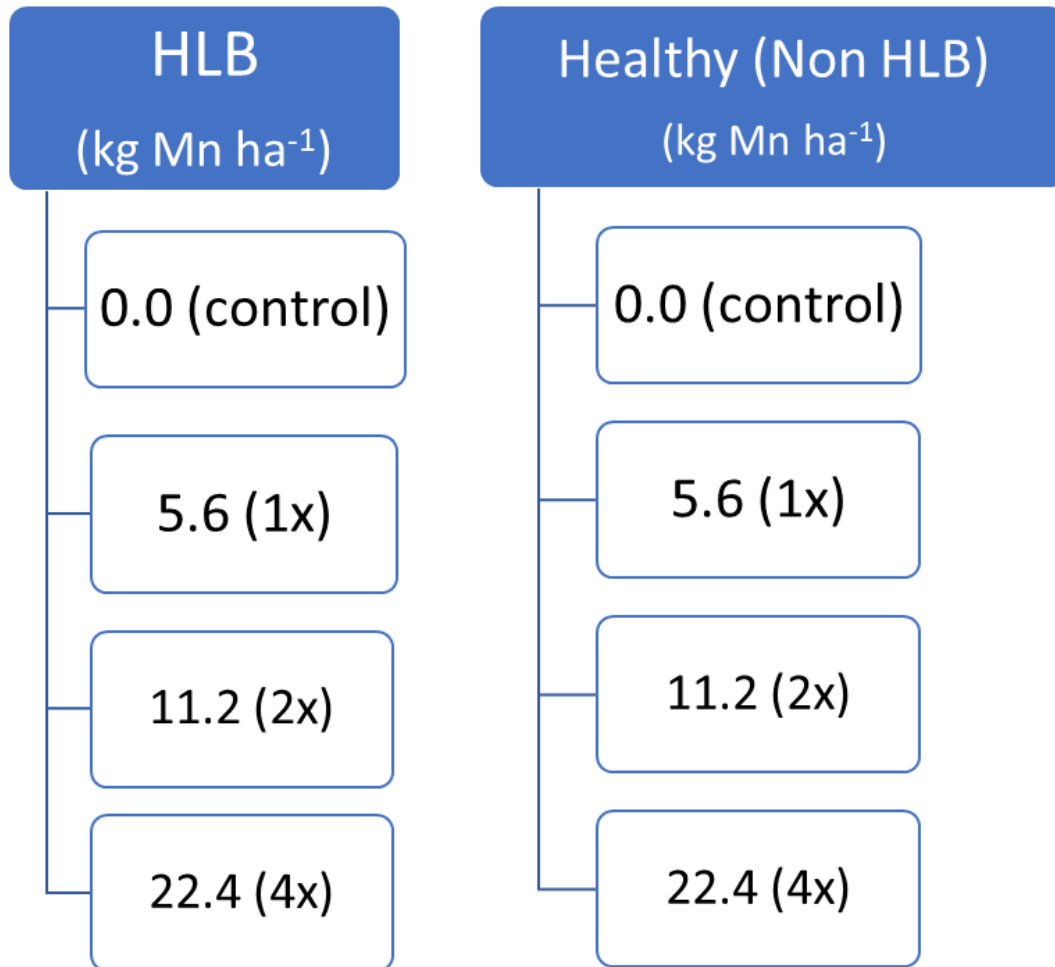 HLB
(kg Mn ha⁻¹)
0.0 (control)
5.6 (1x)
11.2 (2x)
22.4 (4x)
Healthy (Non HLB)
(kg Mn ha⁻¹)
0.0 (control)
5.6 (1x)
11.2 (2x)
22.4 (4x)